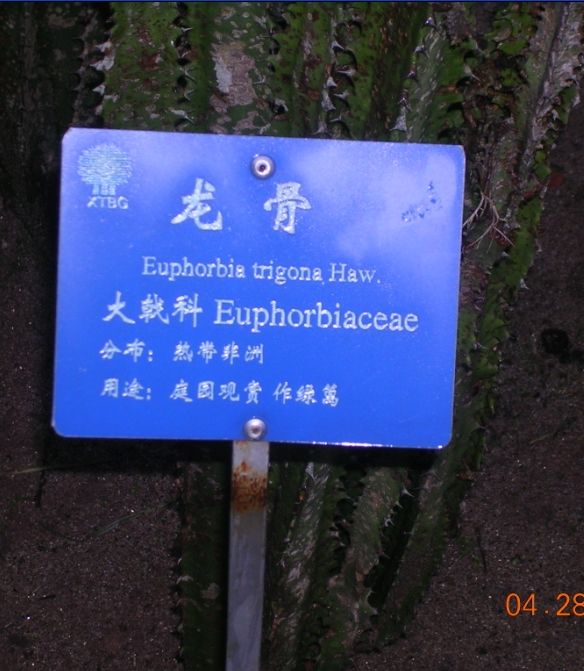 XTBG
龙骨
Euphorbia trigona Haw.
大戟科 Euphorbiaceae
分布：热带非洲
用途：庭园观赏 作绿篱
04.28